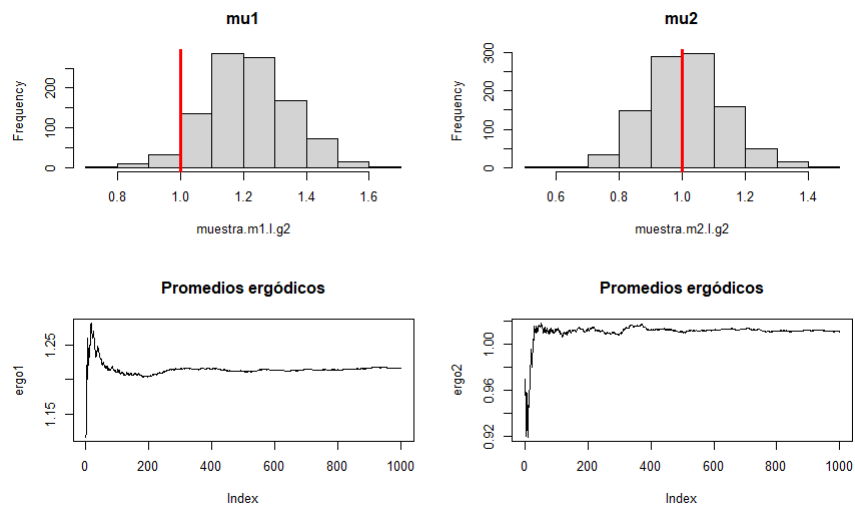 mu1
Frequency
0
100
200
0.8
1.0
1.2
1.4
1.6
muestra.m1.l.g2
mu2
Frequency
0
100
200
300
0.6
0.8
1.0
1.2
1.4
muestra.m2.l.g2
Promedios ergódicos
ergo1
1.15
1.25
0
200
400
600
800
1000
Index
Promedios ergódicos
ergo2
0.92
0.96
1.00
0
200
400
600
800
1000
Index